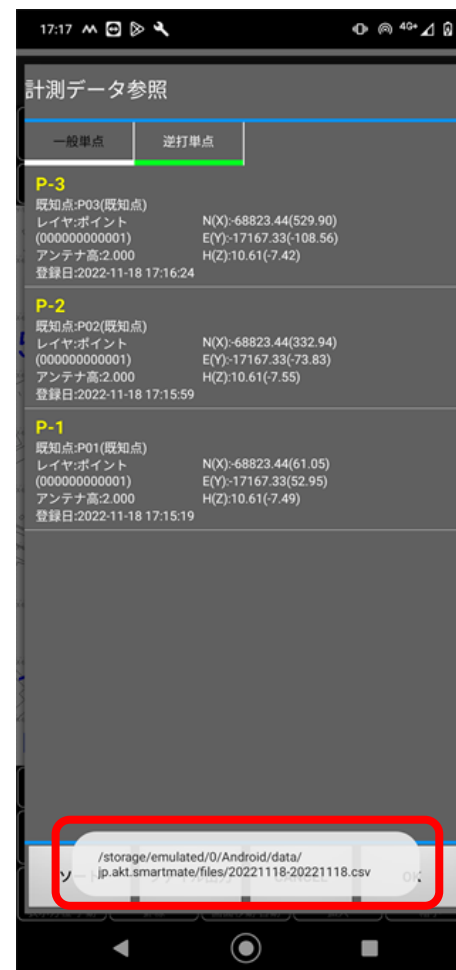 17:17
4G+
計測データ参照
一般単点 逆打単点
P-3
既知点:P03(既知点)
レイヤ:ポイント N(X):-68823.44(529.90)
(000000000001) E(Y):-17167.33(-108.56)
アンテナ高:2.000 H(Z):10.61(-7.42)
登録日:2022-11-18 17:16:24
P-2
既知点:P02(既知点)
レイヤ:ポイント N(X):-68823.44(332.94)
(000000000001) E(Y):-17167.33(-73.83)
アンテナ高:2.000 H(Z):10.61(-7.55)
登録日:2022-11-18 17:15:59
P-1
既知点:P01(既知点)
レイヤ:ポイント N(X):-68823.44(61.05)
(000000000001) E(Y):-17167.33(52.95)
アンテナ高:2.000 H(Z):10.61(-7.49)
登録日:2022-11-18 17:15:19
/storage/emulated/0/Android/data/
jp.akt.smartmate/files/20221118-20221118.csv